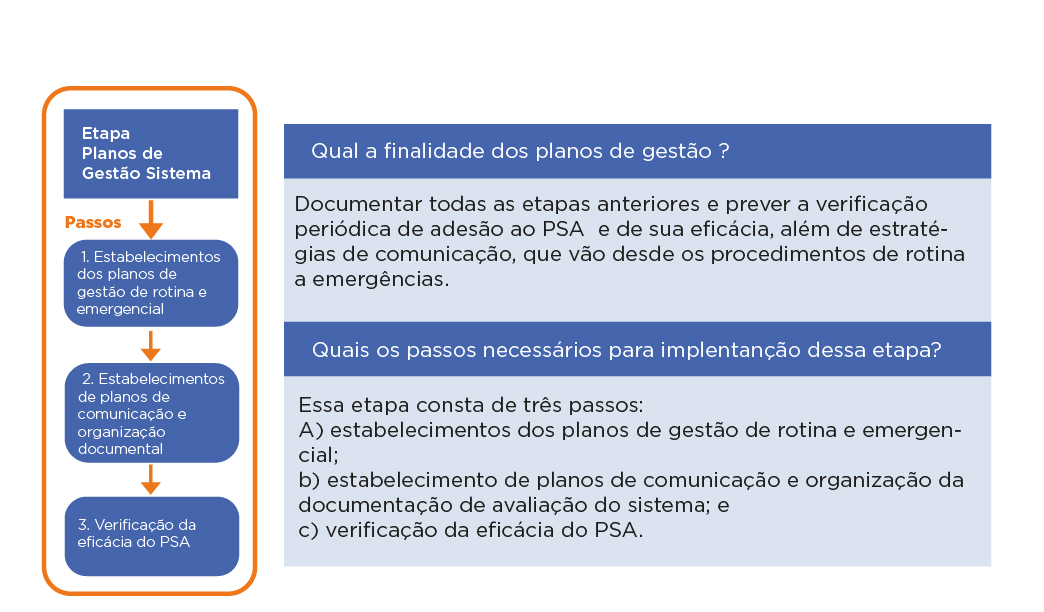 Etapa
Planos de
Gestão Sistema
Passos
1. Estabelecimentos
dos planos de
gestão de rotina e
emergencial
2. Estabelecimentos
de planos de
comunicação e
organização
documental
3. Verificação da
eficácia do PSA
Qual a finalidade dos planos de gestão ?
Documentar todas as etapas anteriores e prever a verificação
periódica de adesão ao PSA e de sua eficácia, além de estraté-
gias de comunicação, que vão desde os procedimentos de rotina
a emergências.
Quais os passos necessários para implentanção dessa etapa?
Essa etapa consta de três passos:
A) estabelecimentos dos planos de gestão de rotina e emergen-
cial;
b) estabelecimento de planos de comunicação e organização da
documentação de avaliação do sistema; e
c) verificação da eficácia do PSA.